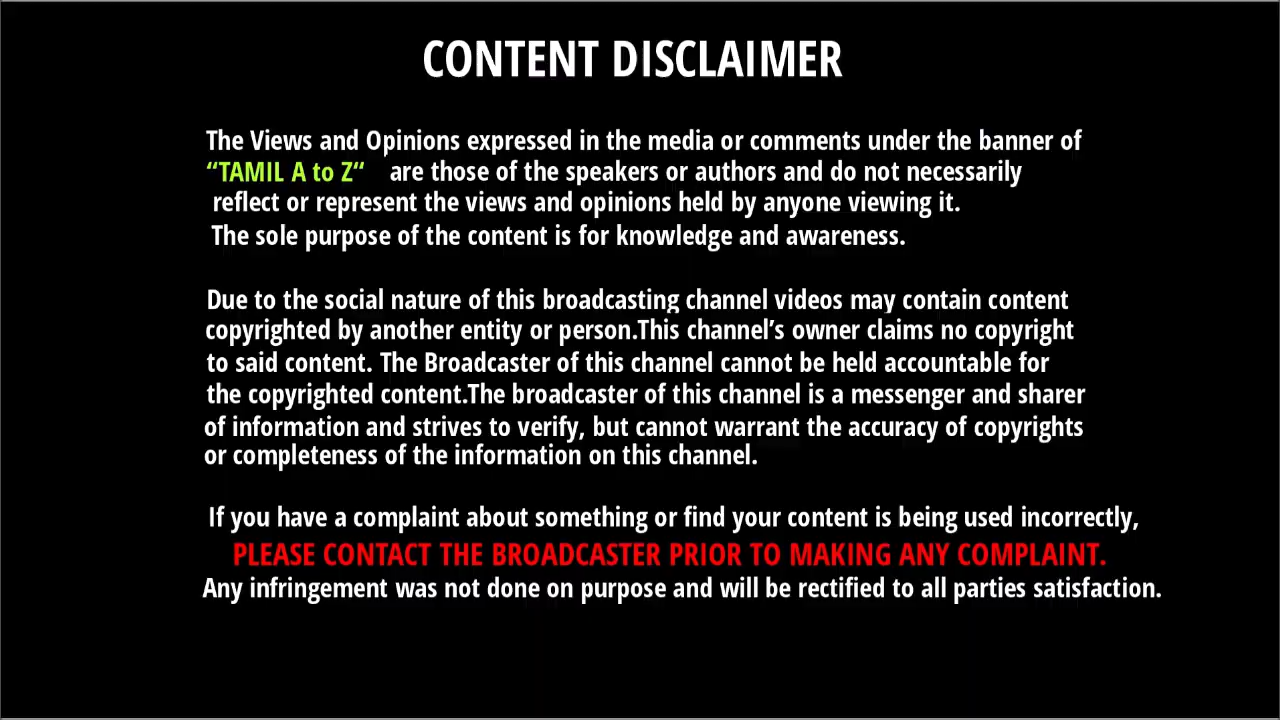 CONTENT DISCLAIMER
The Views and Opinions expressed in the media or comments under the banner of
“TAMIL A to Z“ are those of the speakers or authors and do not necessarily
reflect or represent the views and opinions held by anyone viewing it.
The sole purpose of the content is for knowledge and awareness.
Due to the social nature of this broadcasting channel videos may contain content
copyrighted by another entity or person.This channel’s owner claims no copyright
to said content. The Broadcaster of this channel cannot be held accountable for
the copyrighted content.The broadcaster of this channel is a messenger and sharer
of information and strives to verify, but cannot warrant the accuracy of copyrights
or completeness of the information on this channel.
If you have a complaint about something or find your content is being used incorrectly,
PLEASE CONTACT THE BROADCASTER PRIOR TO MAKING ANY COMPLAINT.
Any infringement was not done on purpose and will be rectified to all parties satisfaction.